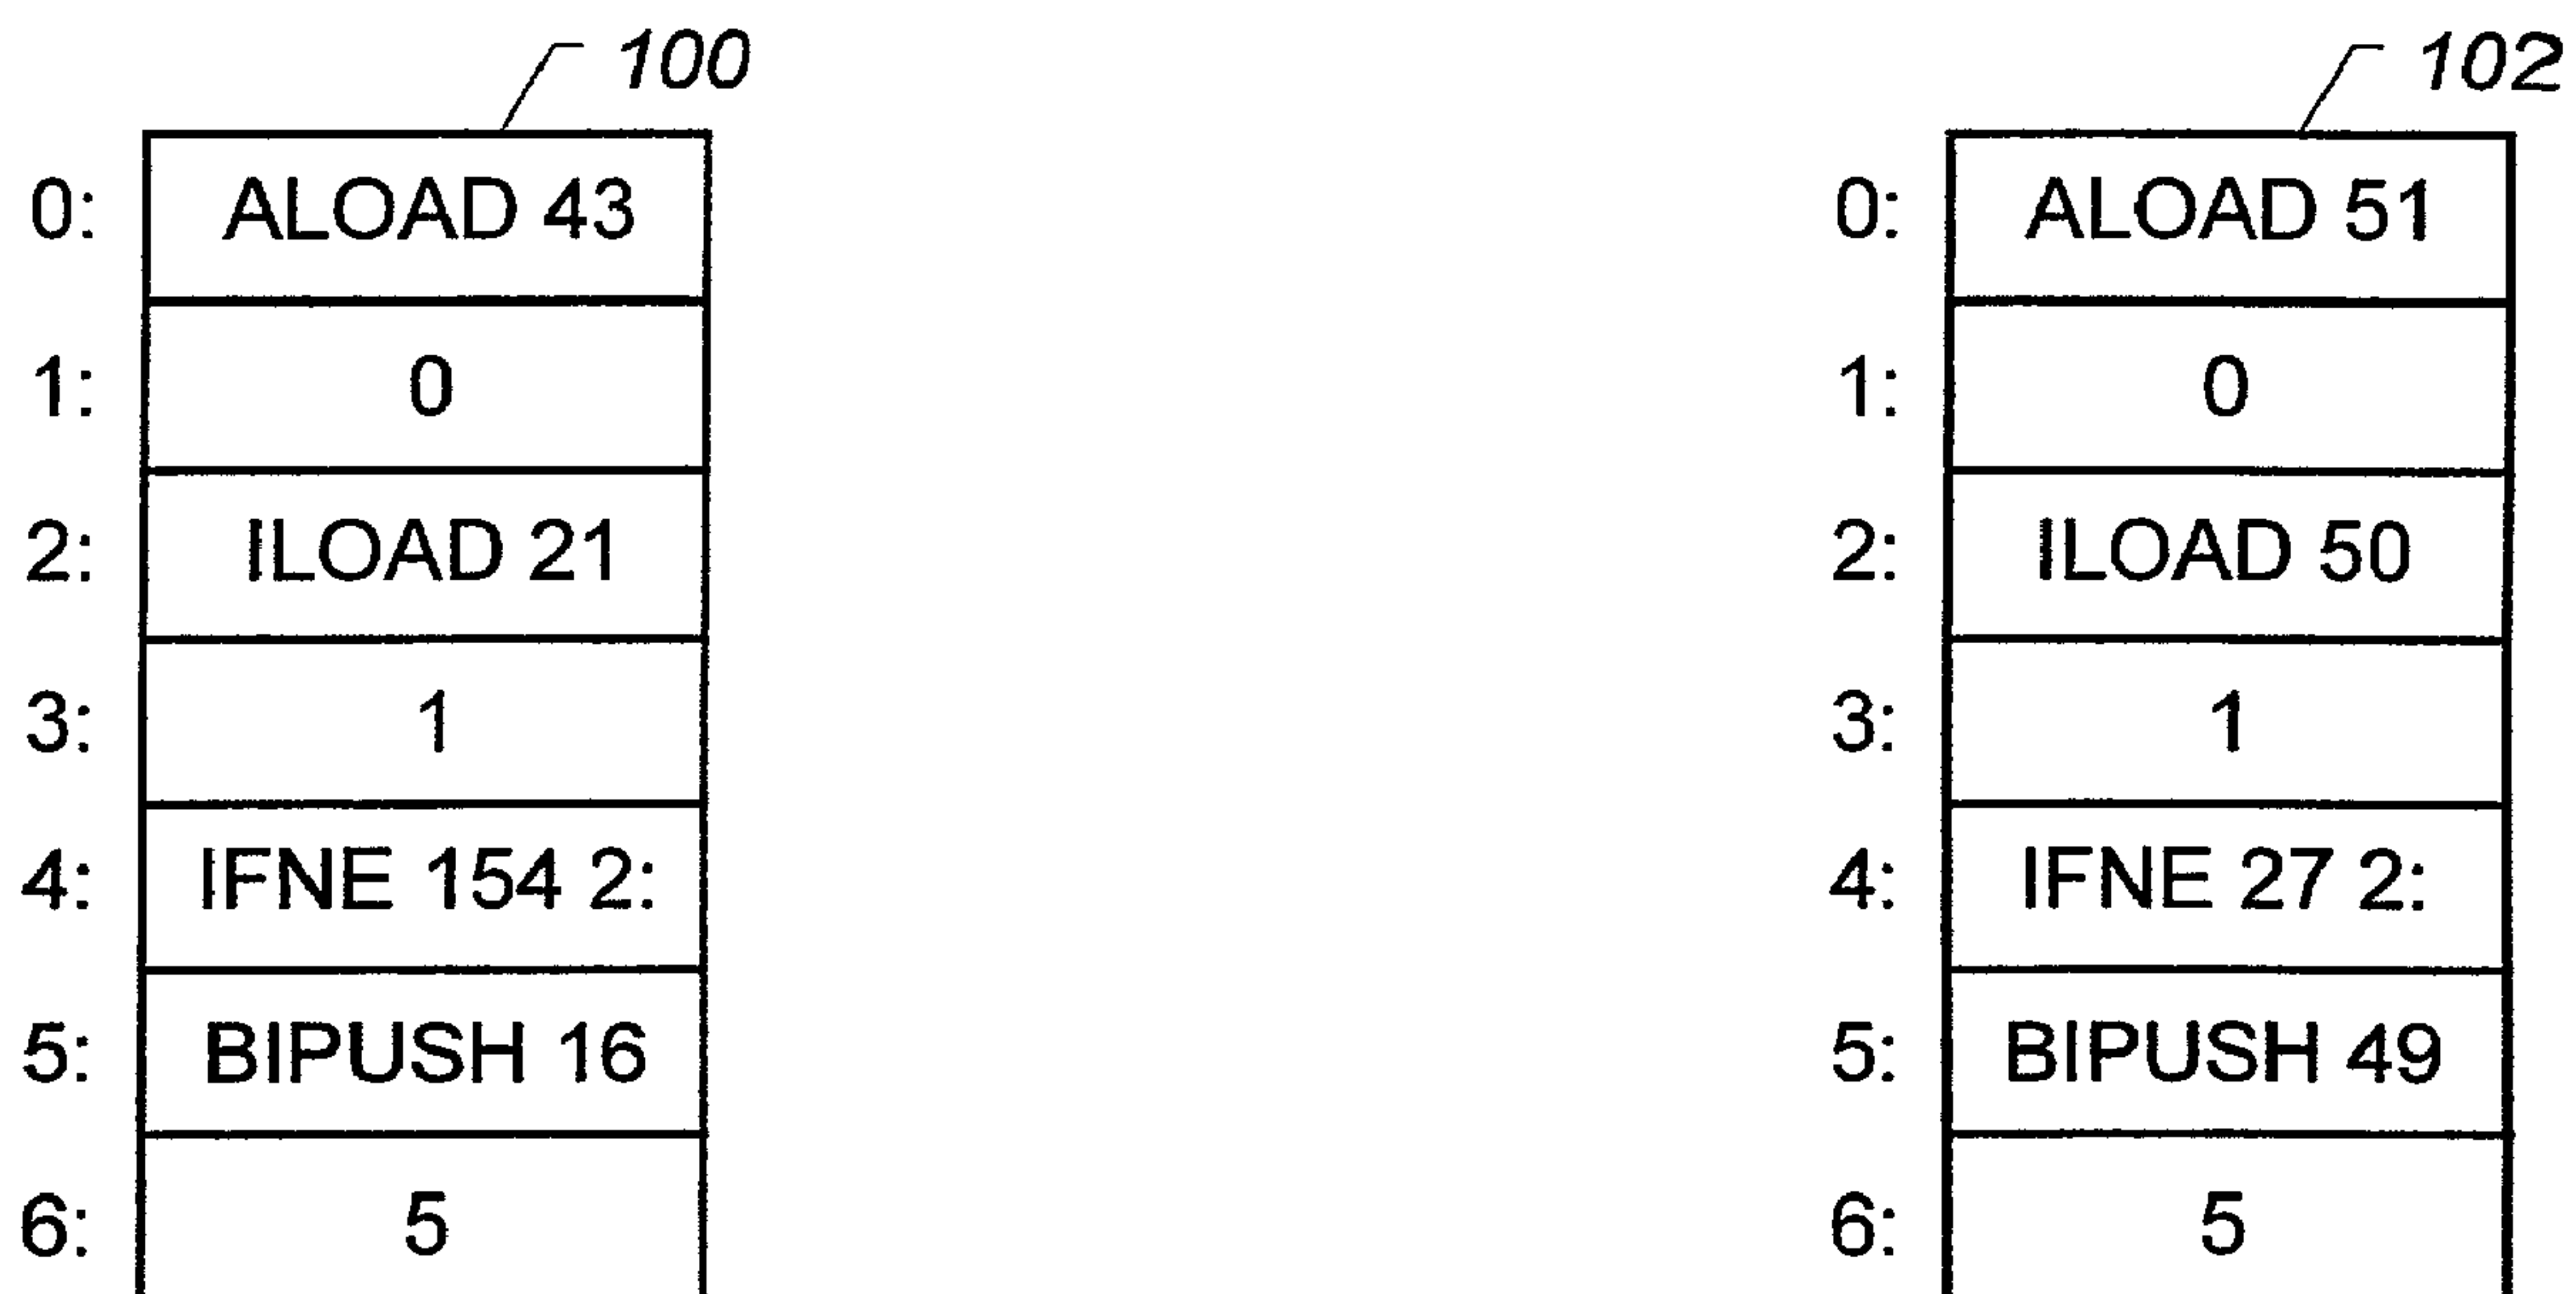 100
0: ALOAD 43
1: 0
2: ILOAD 21
3: 1
4: IFNE 154 2:
5: BIPUSH 16
6: 5
102
0: ALOAD 51
1: 0
2: ILOAD 50
3: 1
4: IFNE 27 2:
5: BIPUSH 49
6: 5